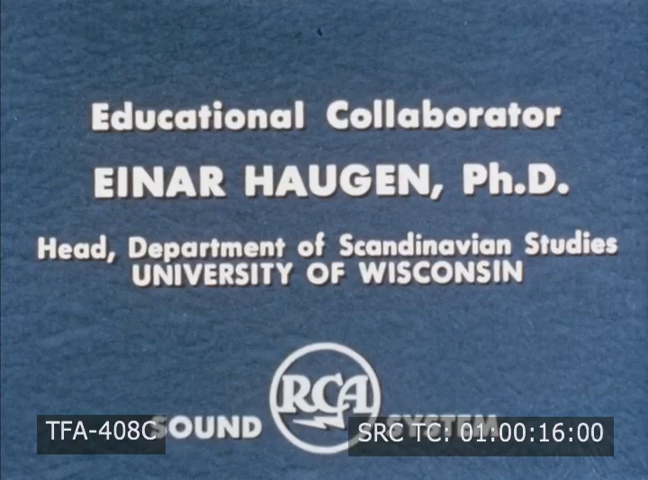 Educational Collaborator
EINAR HAUGEN, Ph.D.
Head, Department of Scandinavian Studies
UNIVERSITY OF WISCONSIN
RCA
SOUND SYSTEM
TFA-408C
SRC TC: 01:00:16:00